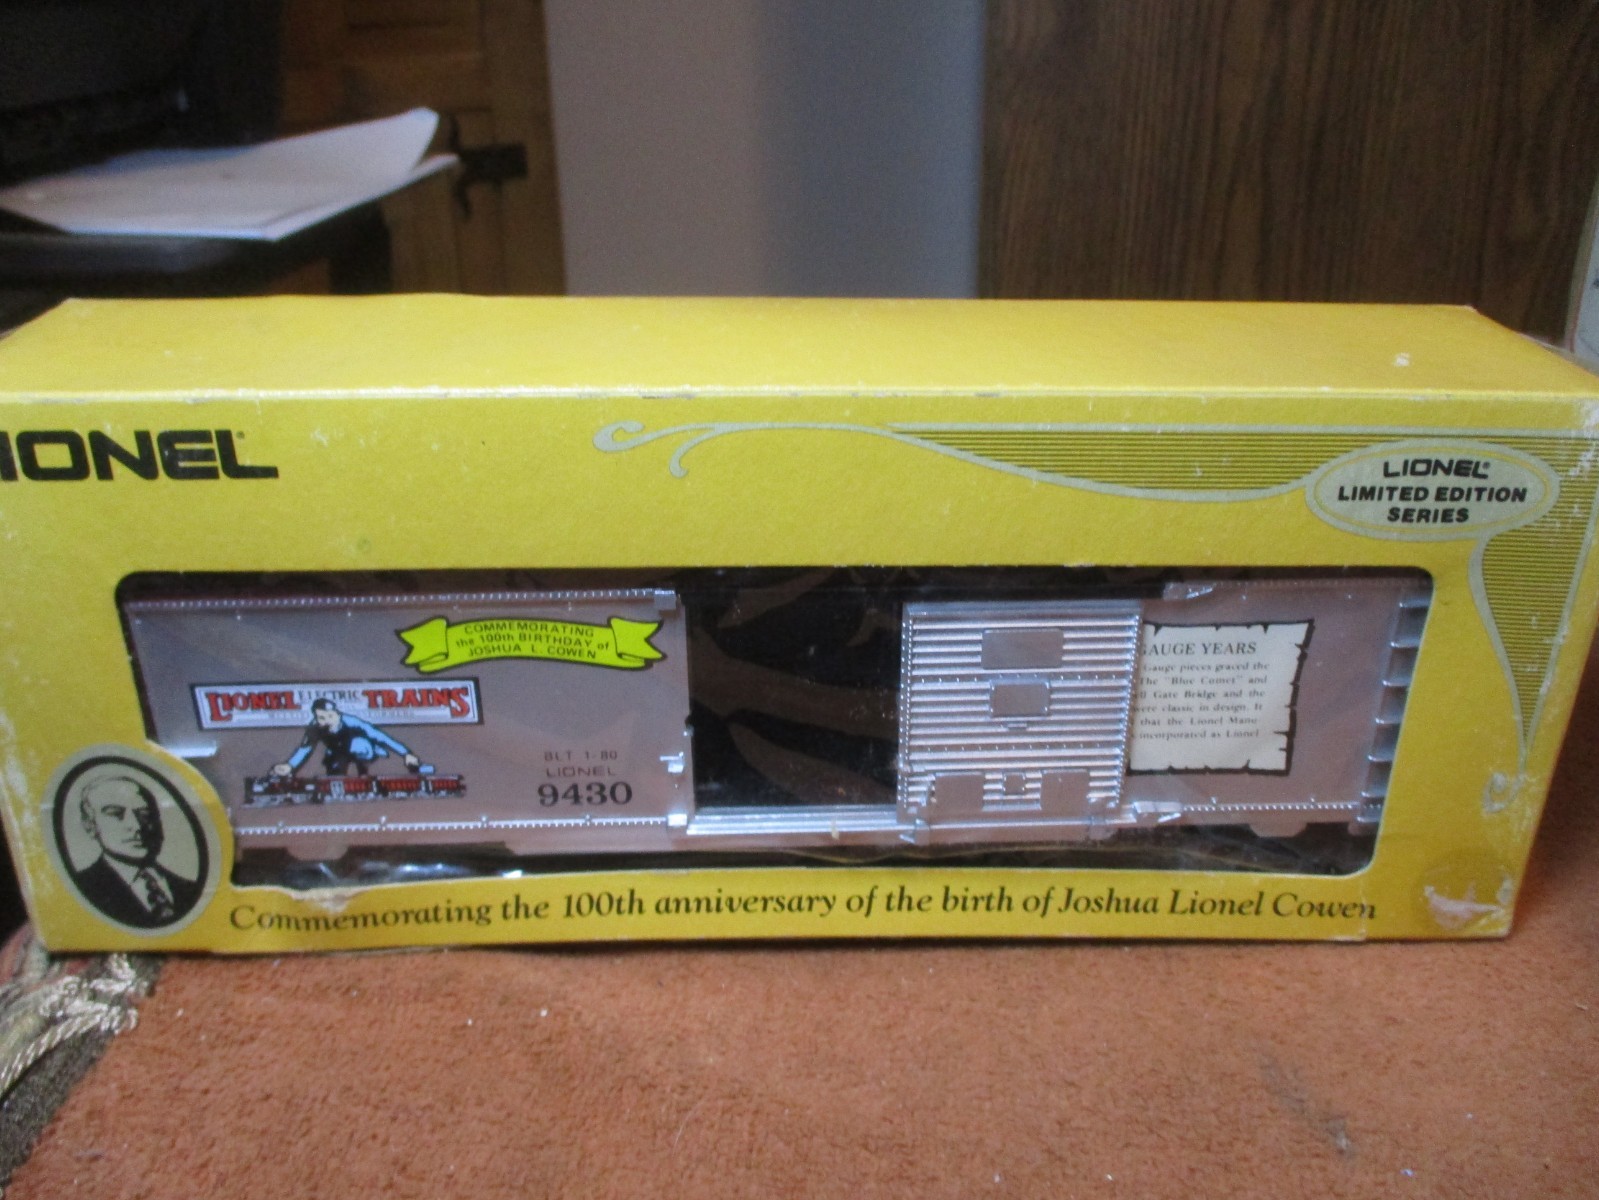 IONEL
LIONEL
LIMITED EDITION
SERIES
COMMEMORATING
the 100th BIRTHDAY of
JOSHUA L. COWEN
LIONEL ELECTRIC TRAINS
BLT 1-80
LIONEL
9430
GAUGE YEARS
Gauge pieces graced the
The "Blue Comet" and
ll Gate Bridge and the
were classic in design. It
that the Lionel Manu-
incorporated as Lionel
Commemorating the 100th anniversary of the birth of Joshua Lionel Cowen